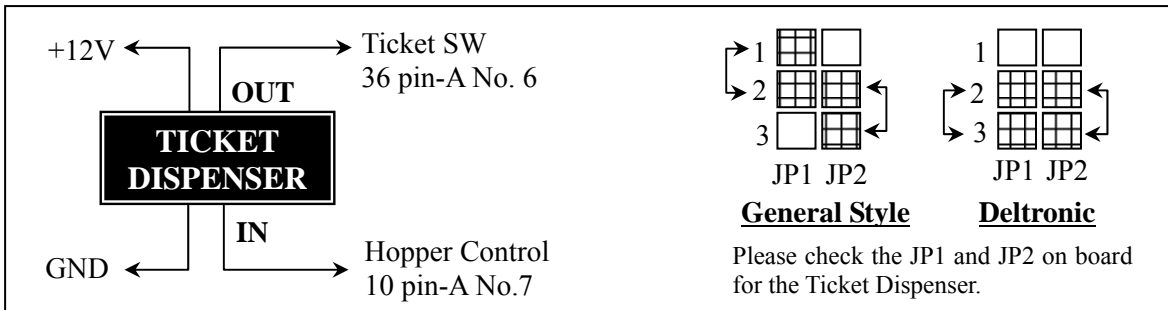 +12V
Ticket SW
36 pin-A No. 6
OUT
TICKET
DISPENSER
IN
GND
Hopper Control
10 pin-A No.7
1
2
3
JP1 JP2
General Style
1
2
3
JP1 JP2
Deltronic
Please check the JP1 and JP2 on board
for the Ticket Dispenser.